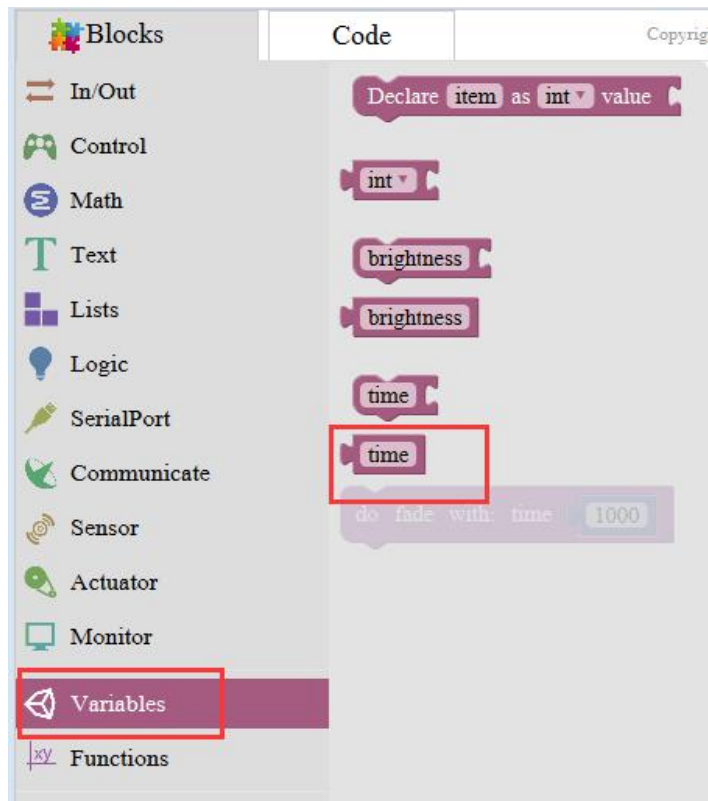 Blocks
Code
Copyrig
In/Out
Control
Math
Text
Lists
Logic
SerialPort
Communicate
Sensor
Actuator
Monitor
Variables
xy Functions
Declare item as int value
int
brightness
brightness
time
time
do fade with: time 1000